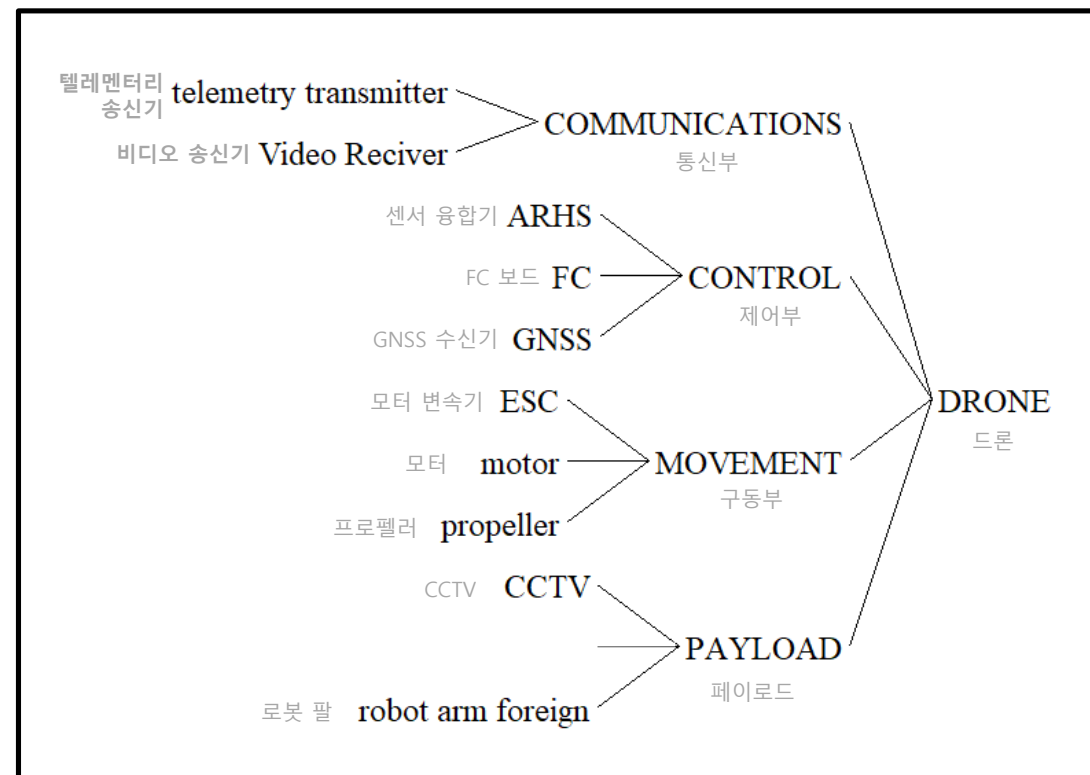 텔레멘터리
송신기
telemetry transmitter
COMMUNICATIONS
통신부
비디오 송신기 Video Reciver
센서 융합기 ARHS
FC 보드 FC
CONTROL
제어부
GNSS 수신기 GNSS
모터 변속기 ESC
DRONE
드론
모터 motor
MOVEMENT
구동부
프로펠러 propeller
CCTV CCTV
PAYLOAD
페이로드
로봇 팔 robot arm foreign